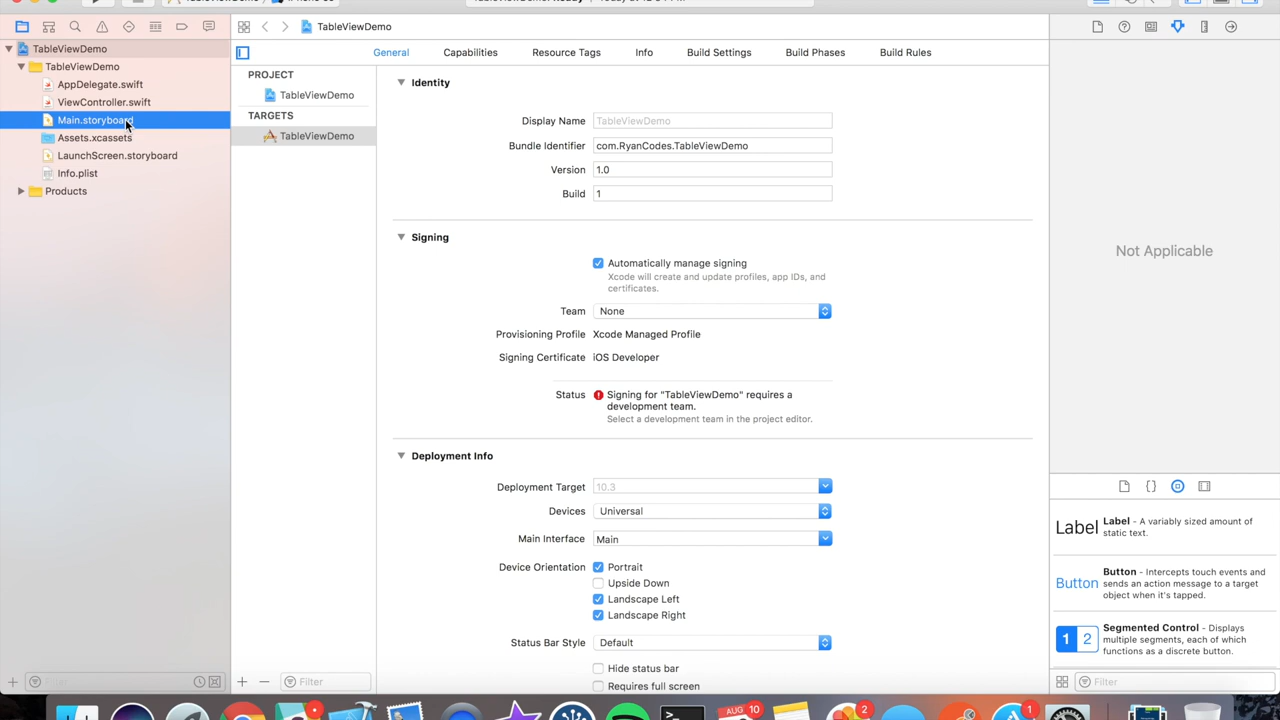 TableViewDemo
TableViewDemo
General
Capabilities
Resource Tags
Info
Build Settings
Build Phases
Build Rules
TableViewDemo
TableViewDemo
AppDelegate.swift
ViewController.swift
Main.storyboard
Assets.xcassets
LaunchScreen.storyboard
Info.plist
Products
PROJECT
TableViewDemo
TARGETS
TableViewDemo
Identity
Display Name
TableViewDemo
Bundle Identifier
com.RyanCodes.TableViewDemo
Version
1.0
Build
1
Signing
Automatically manage signing
Xcode will create and update profiles, app IDs, and
certificates.
Team
None
Provisioning Profile
Xcode Managed Profile
Signing Certificate
iOS Developer
Status
Signing for "TableViewDemo" requires a
development team.
Select a development team in the project editor.
Deployment Info
Deployment Target
10.3
Devices
Universal
Main Interface
Main
Device Orientation
Portrait
Upside Down
Landscape Left
Landscape Right
Status Bar Style
Default
Hide status bar
Requires full screen
Not Applicable
Label
Label - A variably sized amount of
static text.
Button
Button - Intercepts touch events and
sends an action message to a target
object when it's tapped.
1 2
Segmented Control - Displays
multiple segments, each of which
functions as a discrete button.
Filter
Filter
Filter
AUG 10
2
1